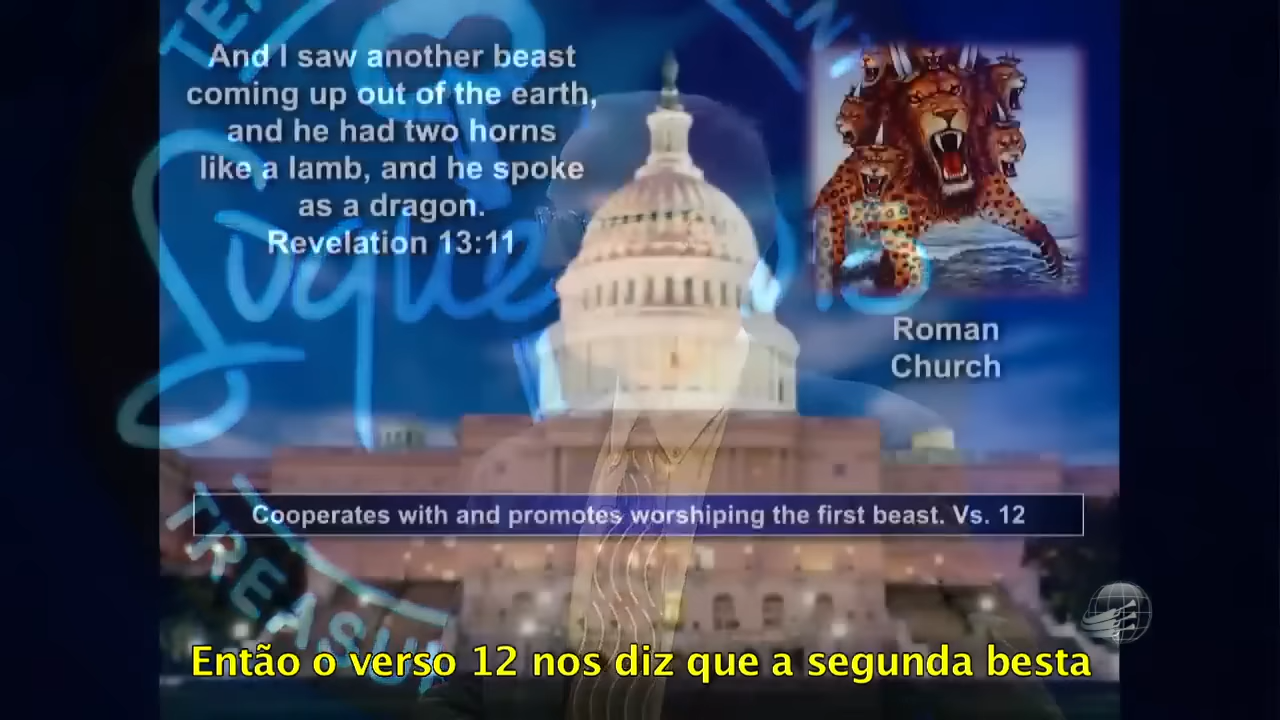 And I saw another beast
coming up out of the earth,
and he had two horns
like a lamb, and he spoke
as a dragon.
Revelation 13:11
Roman
Church
Cooperates with and promotes worshiping the first beast. Vs. 12
Então o verso 12 nos diz que a segunda besta